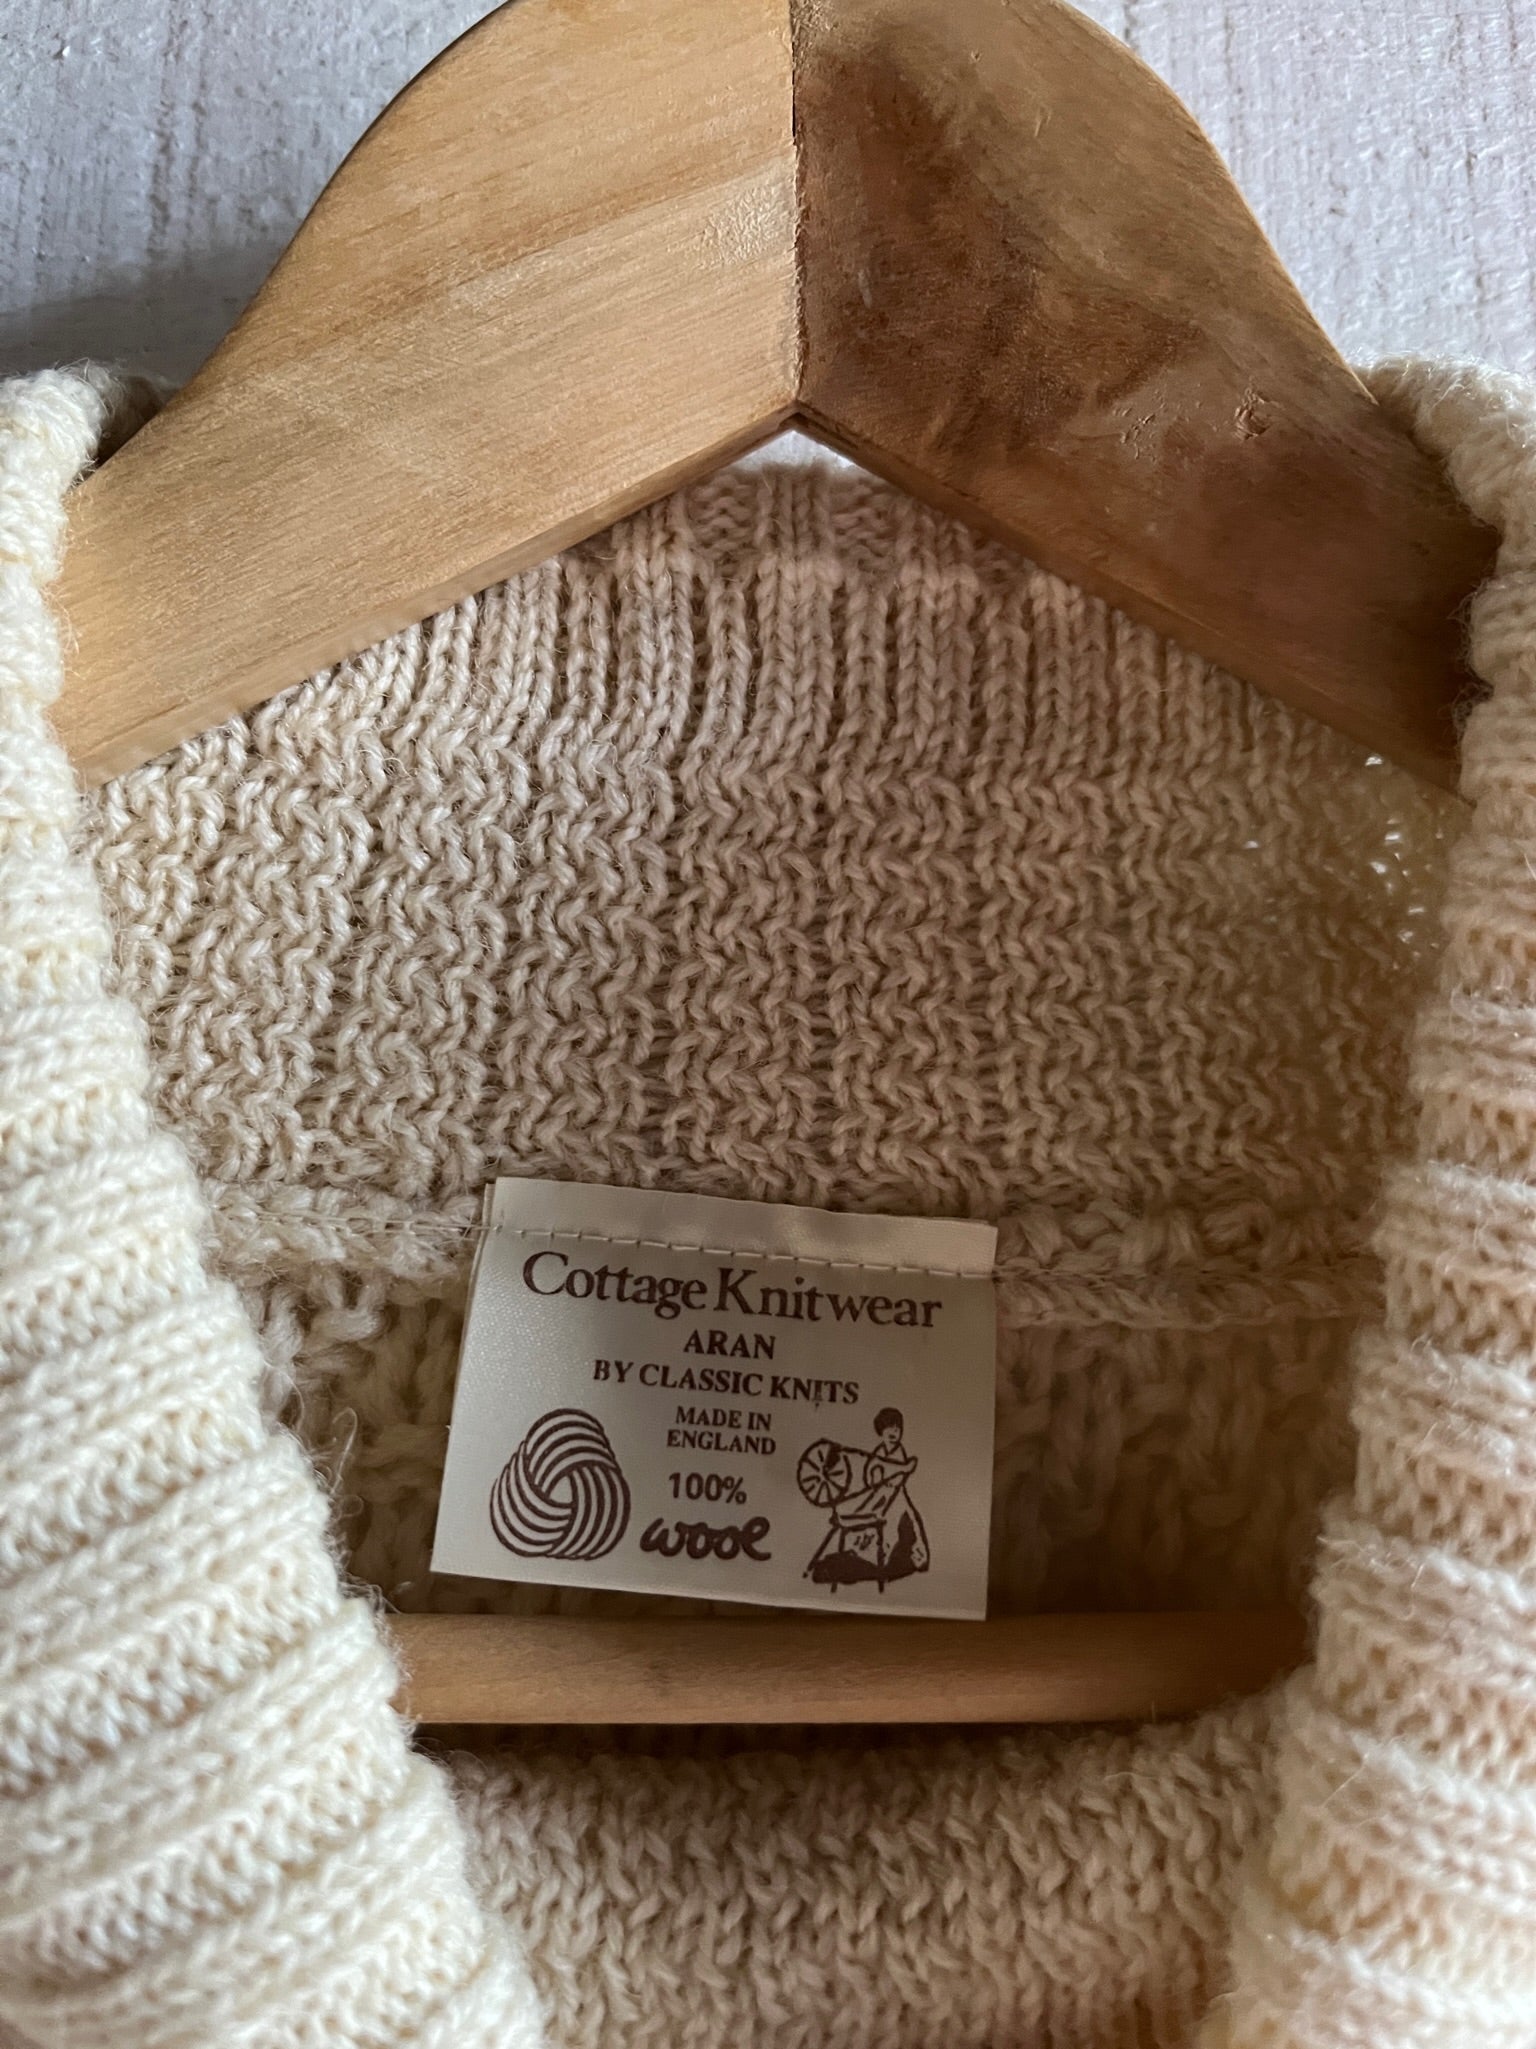 Cottage Knitwear
ARAN
BY CLASSIC KNITS
MADE IN
ENGLAND
100%
wool